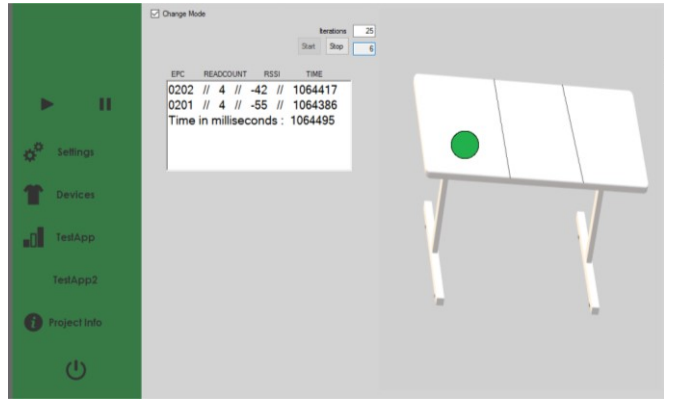 Change Mode
Iterations 25
Start Stop 6
EPC READCOUNT RSSI TIME
0202 // 4 // -42 // 1064417
0201 // 4 // -55 // 1064386
Time in milliseconds : 1064495
Settings
Devices
TestApp
TestApp2
Project Info